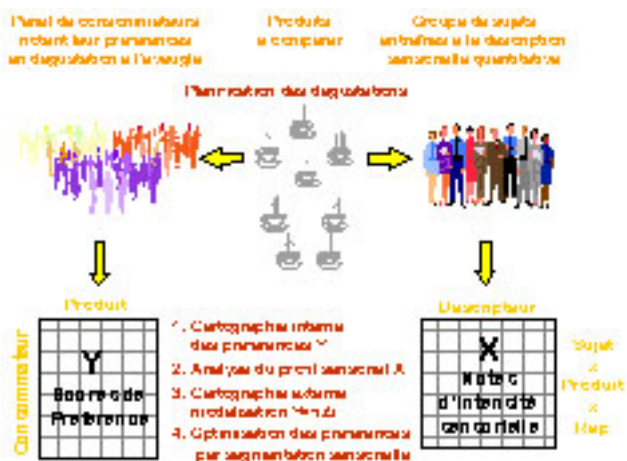 Panel de consommateurs
notant leur préférences
en dégustation à l'aveugle
Produits
à comparer
Groupe de sujets
entraînés à la description
sensorielle quantitative
Planification des dégustations
Produit
Consommateur
Y
Scores de
Préférence
1. Cartographie interne
des préférences Y
2. Analyse du profil sensoriel X
3. Cartographie externe
modélisation
4. Optimisation des préférences
par segmentation sensorielle
Descripteur
X
Notes
d'intensité
sensorielle
Sujet
x
Produit
x
Rep